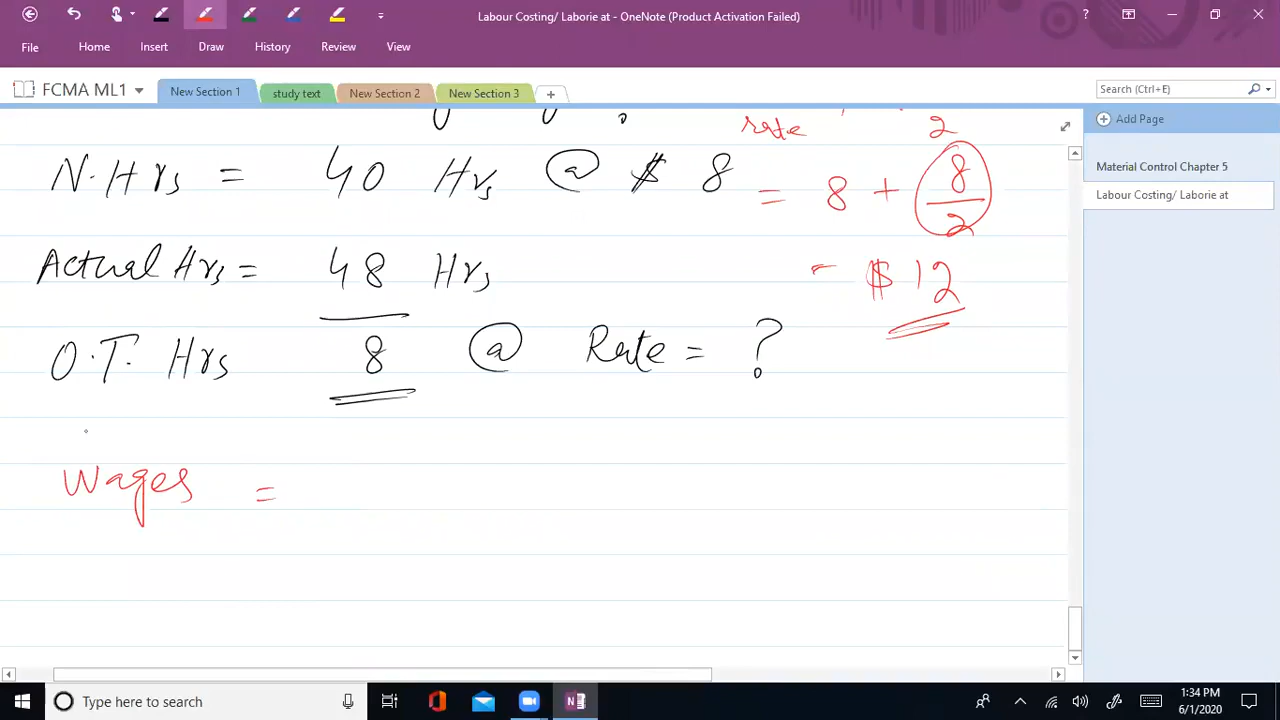 Labour Costing/ Laborie at - OneNote (Product Activation Failed)
File Home Insert Draw History Review View
FCMA ML1 New Section 1 study text New Section 2 New Section 3
Search (Ctrl+E)
Add Page
Material Control Chapter 5
Labour Costing/ Laborie at
rate 2
N.Hrs = 40 Hrs @ $ 8
= 8 + 8/2
Actual Hrs = 48 Hrs
= $12
O.T. Hrs 8 @ Rate = ?
Wages =
Type here to search
1:34 PM
6/1/2020